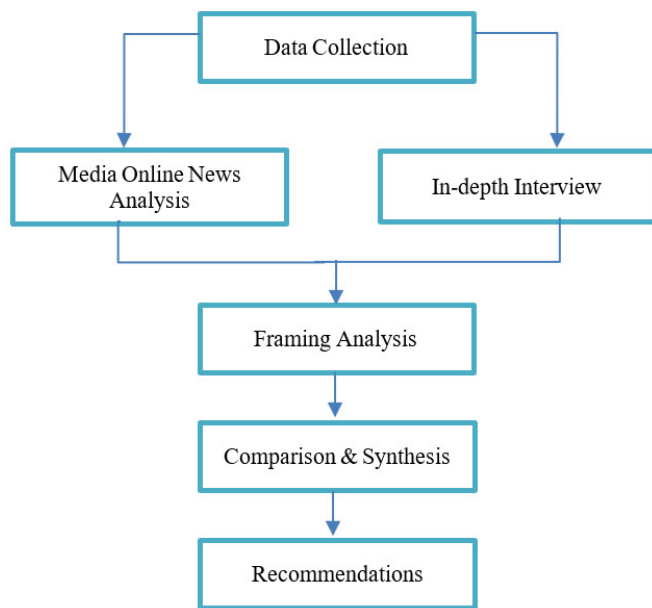 Data Collection
Media Online News
Analysis
In-depth Interview
Framing Analysis
Comparison & Synthesis
Recommendations